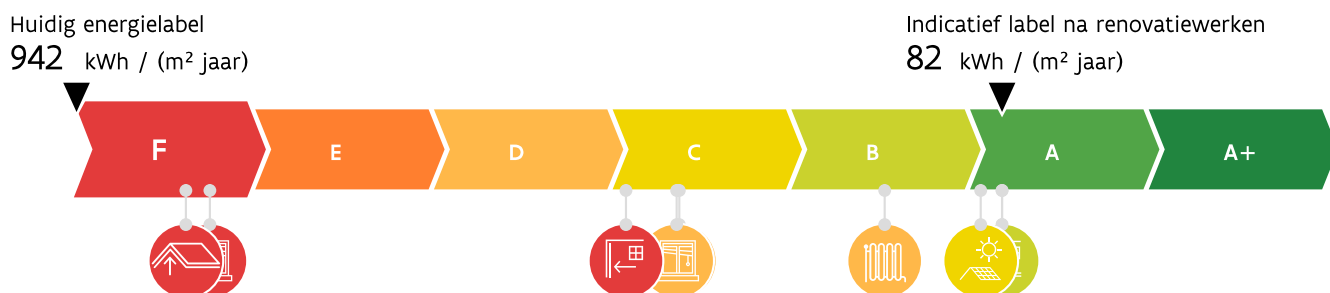 Huidig energielabel
942 kWh / (m² jaar)
Indicatief label na renovatiewerken
82 kWh / (m² jaar)
F E D C B A A+